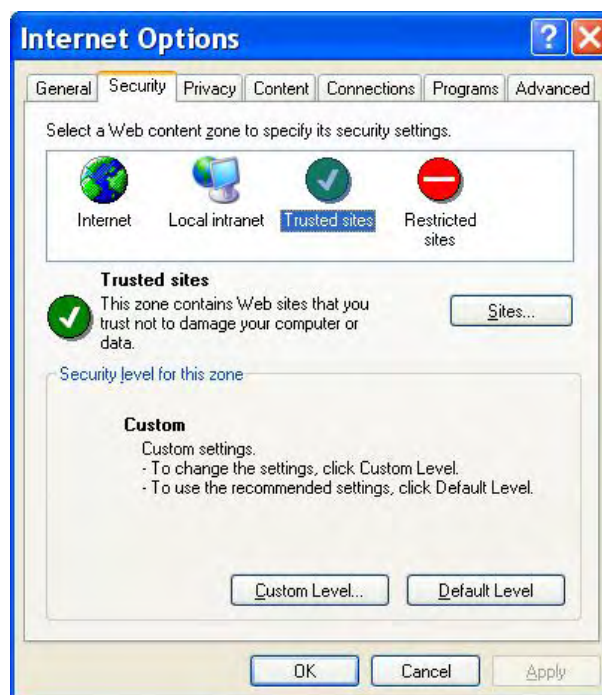 Internet Options
General Security Privacy Content Connections Programs Advanced
Select a Web content zone to specify its security settings.
Internet Local intranet Trusted sites Restricted
sites
Trusted sites
This zone contains Web sites that you
trust not to damage your computer or
data.
Sites...
Security level for this zone
Custom
Custom settings.
- To change the settings, click Custom Level.
- To use the recommended settings, click Default Level.
Custom Level... Default Level
OK Cancel Apply